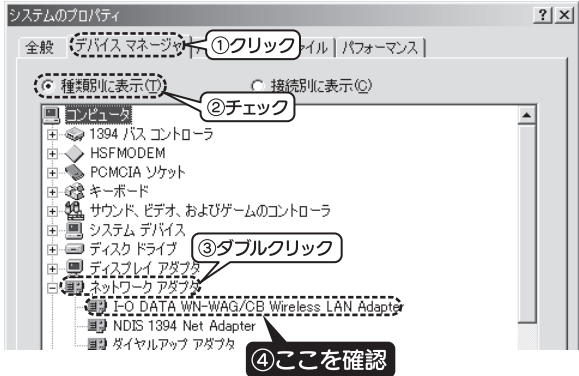 システムのプロパティ
全般 デバイス マネージャ ①クリック イル パフォーマンス
種類別に表示(T) 接続別に表示(C)
②チェック
コンピュータ
1394 バス コントローラ
HSFMODEM
PCMCIA ソケット
キーボード
サウンド、ビデオ、およびゲームのコントローラ
システム デバイス
ディスク ドライブ
③ダブルクリック
ディスプレイ アダプタ
ネットワーク アダプタ
I-O DATA WN-WAG/CB Wireless LAN Adapter
NDIS 1394 Net Adapter
ダイヤルアップ アダプタ
④ここを確認